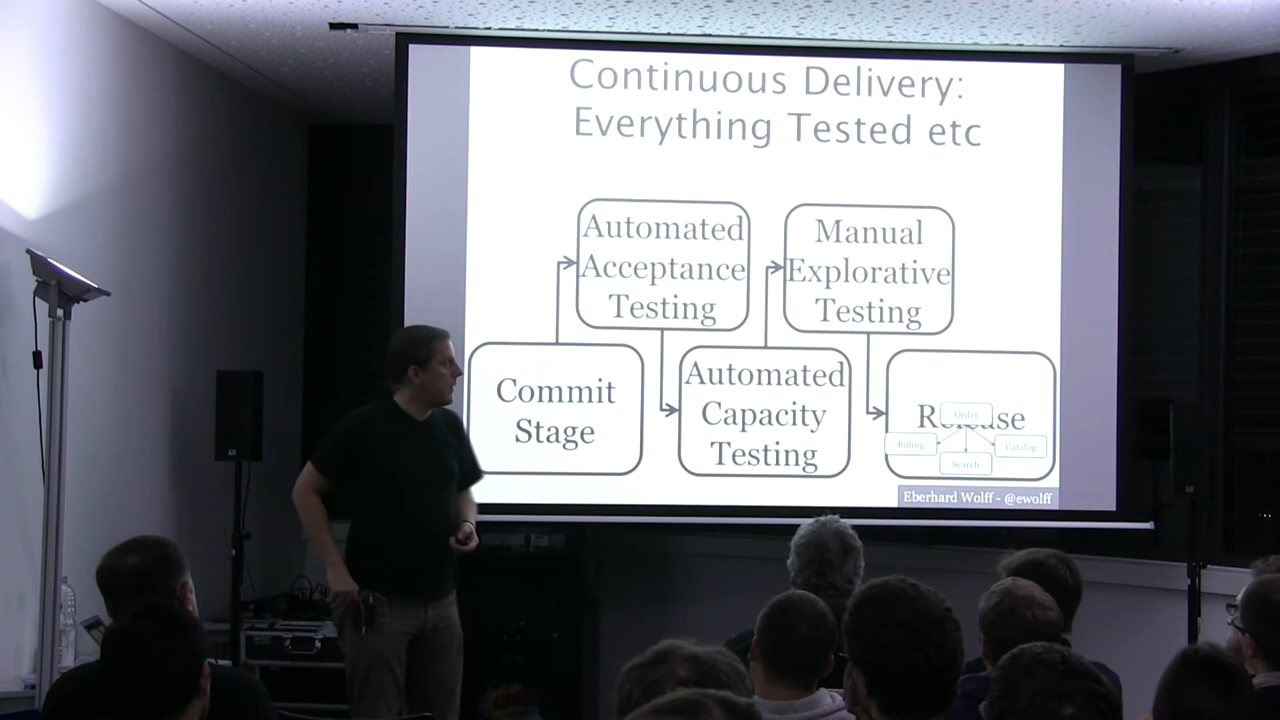 Continuous Delivery:
Everything Tested etc
Automated
Acceptance
Testing
Manual
Explorative
Testing
Commit
Stage
Automated
Capacity
Testing
Release
Order
Billing
Catalog
Search
Eberhard Wolff - @ewolff